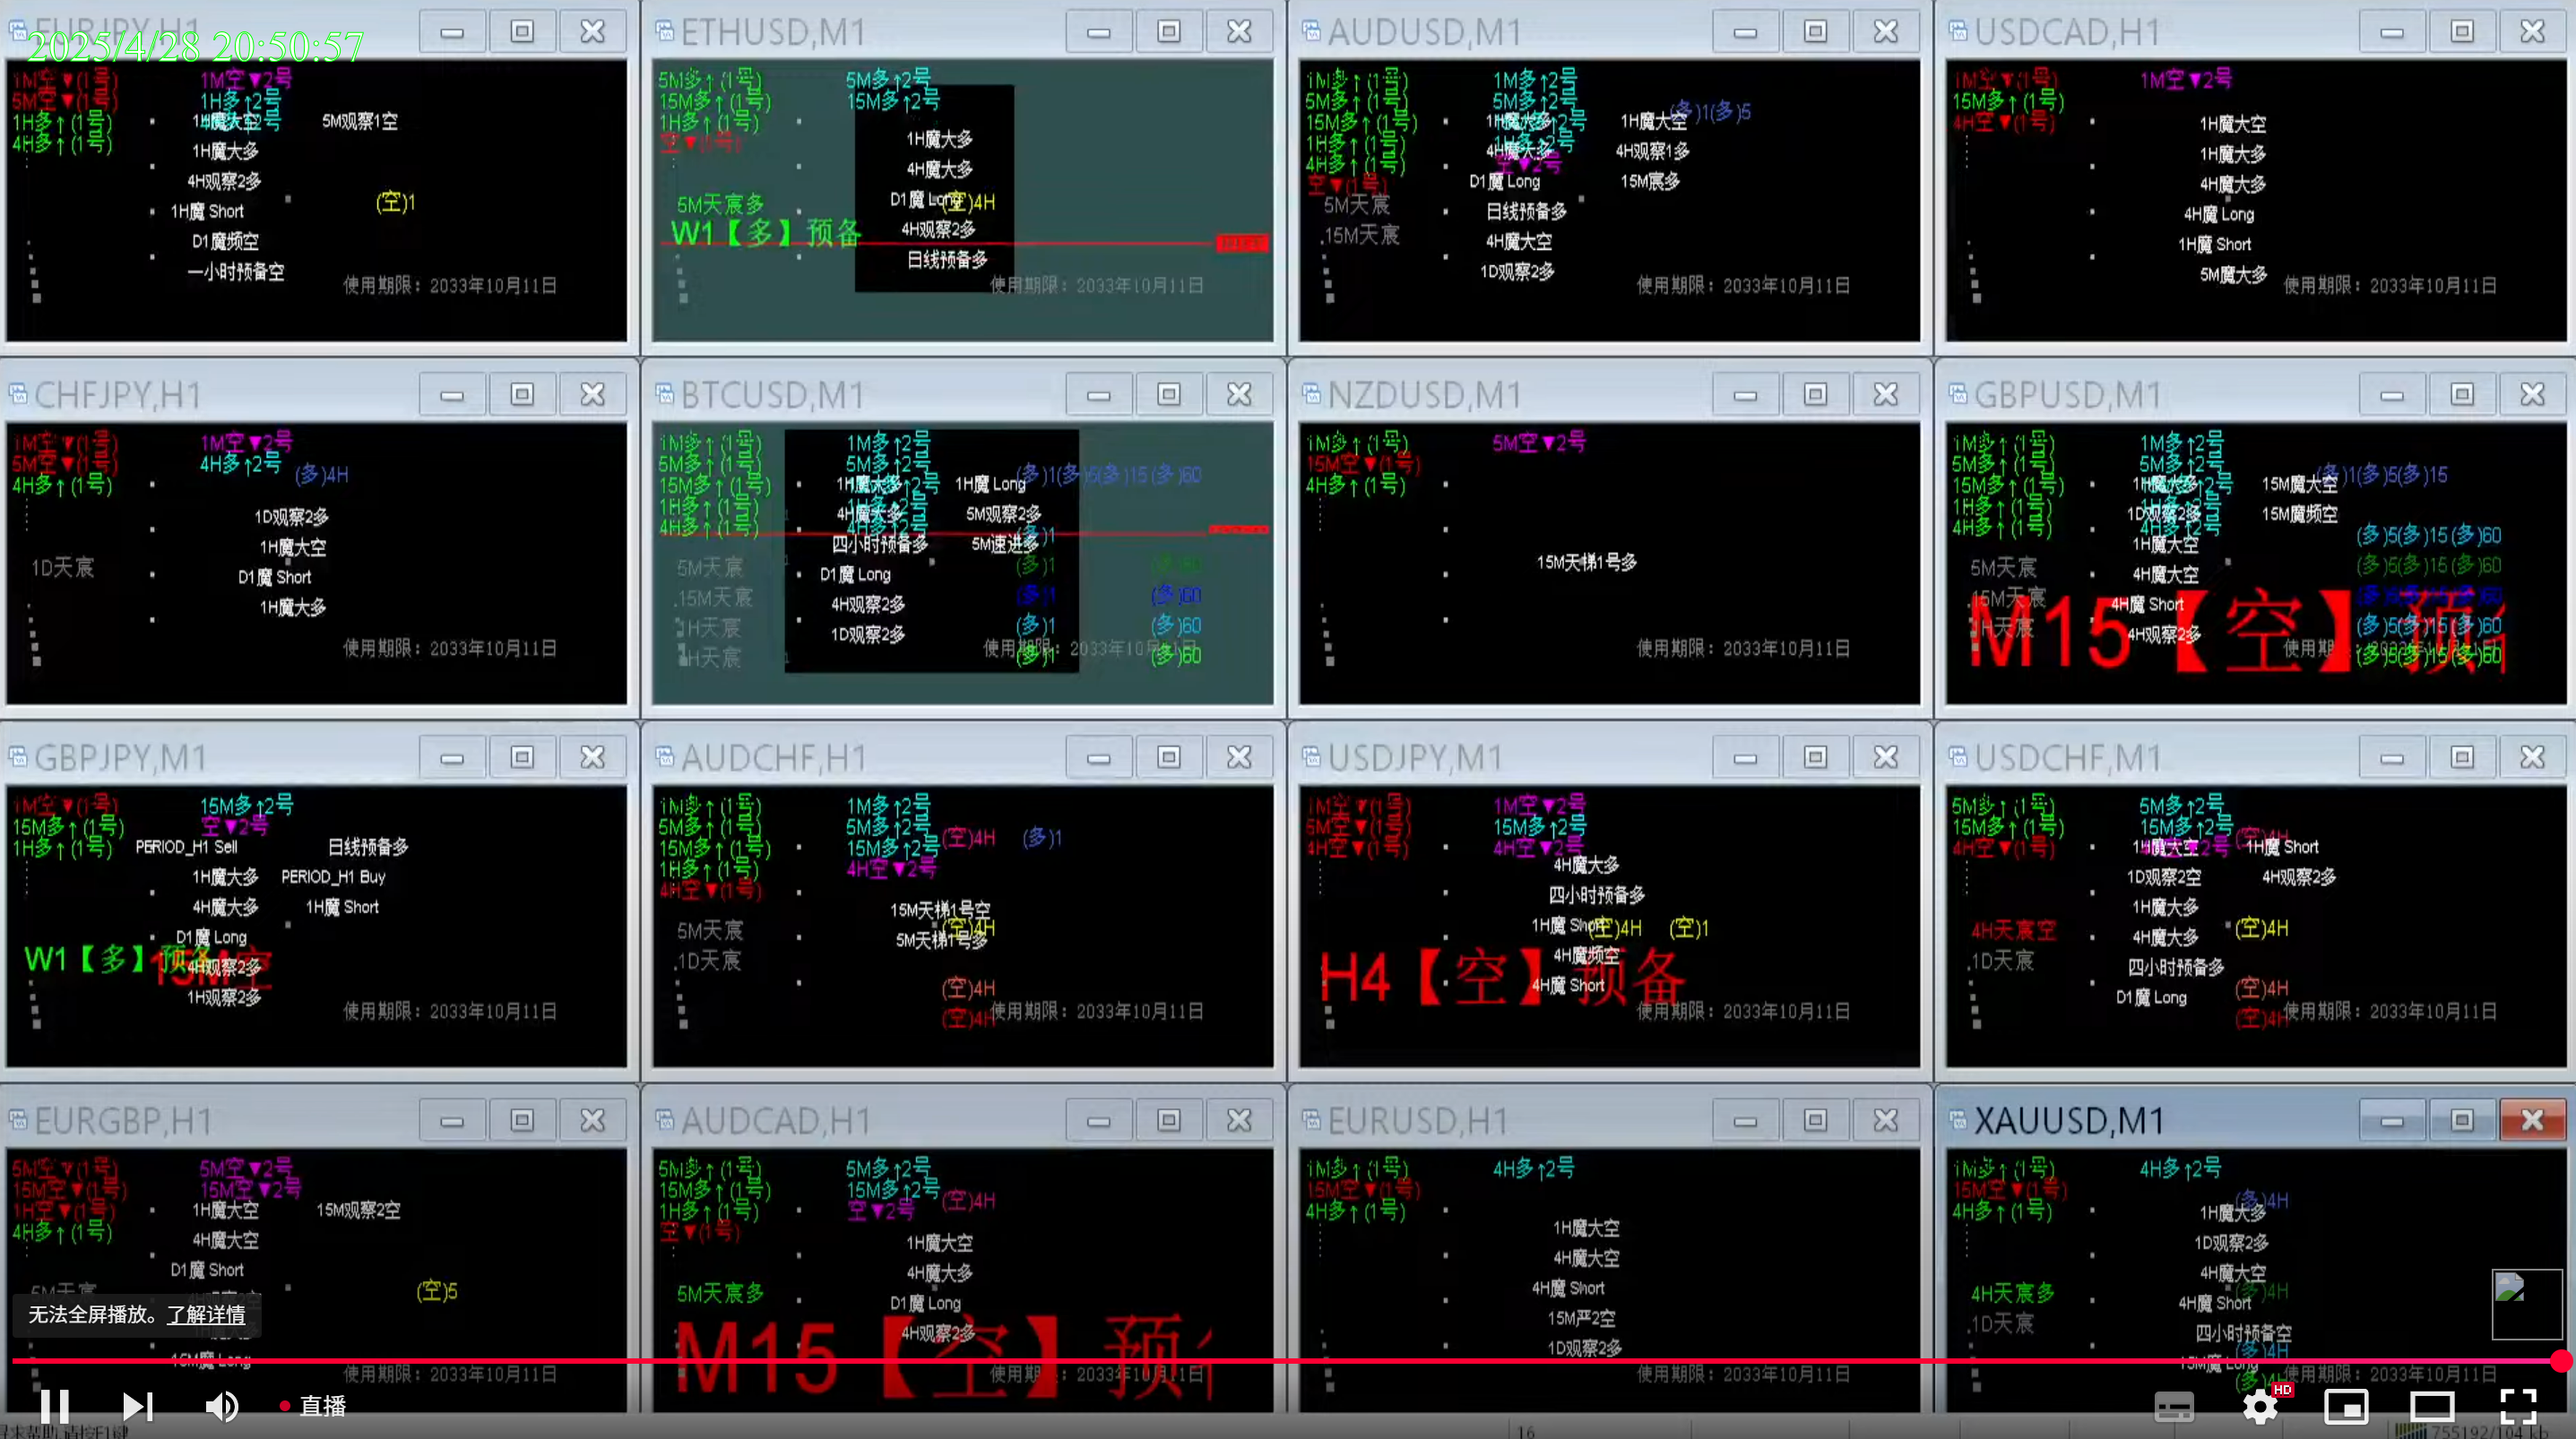 EURJPY,H1
2025/4/28 20:50:57
1M空▼(1号)
1M空▼2号
5M空▼(1号)
1H多↑2号
1H多↑(1号)
1H魔大空
5M观察1空
4H多↑(1号)
1H魔大多
4H观察2多
(空)1
1H魔 Short
D1魔频空
一小时预备空
使用期限：2033年10月11日
ETHUSD,M1
5M多↑(1号)
5M多↑2号
15M多↑(1号)
15M多↑2号
1H多↑(1号)
1H魔大多
空▼(1号)
4H魔大多
D1魔 Long
(空)4H
5M天宸多
4H观察2多
W1【多】预备
日线预备多
使用期限：2033年10月11日
AUDUSD,M1
1M多↑(1号)
1M多↑2号
5M多↑(1号)
5M多↑2号
(多)1(多)5
15M多↑(1号)
1H魔大空
1H多↑(1号)
4H魔大多
4H观察1多
4H多↑(1号)
空▼2号
空▼(1号)
D1魔 Long
15M宸多
5M天宸
日线预备多
.15M天宸
4H魔大空
1D观察2多
使用期限：2033年10月11日
USDCAD,H1
1M空▼(1号)
1M空▼2号
15M多↑(1号)
4H空▼(1号)
1H魔大空
1H魔大多
4H魔大多
4H魔 Long
1H魔 Short
5M魔大多
使用期限：2033年10月11日
CHFJPY,H1
1M空▼(1号)
1M空▼2号
5M空▼(1号)
4H多↑2号
(多)4H
4H多↑(1号)
1D观察2多
1H魔大空
1D天宸
D1魔 Short
1H魔大多
使用期限：2033年10月11日
BTCUSD,M1
1M多↑(1号)
1M多↑2号
5M多↑(1号)
5M多↑2号
(多)1(多)5(多)15(多)60
15M多↑(1号)
1H魔大多
1H魔 Long
1H多↑(1号)
4H魔大多
5M观察2多
4H多↑(1号)
4H多↑2号
(多)1
四小时预备多
5M速进多
5M天宸
D1魔 Long
(多)1
(多)60
.15M天宸
4H观察2多
(多)1
(多)60
1H天宸
1D观察2多
(多)1
(多)60
H天宸
(多)1
(多)60
NZDUSD,M1
1M多↑(1号)
5M空▼2号
15M空▼(1号)
4H多↑(1号)
15M天梯1号多
使用期限：2033年10月11日
GBPUSD,M1
1M多↑(1号)
1M多↑2号
5M多↑(1号)
5M多↑2号
(多)1(多)5(多)15
15M多↑(1号)
1H魔大多
15M魔大空
1H多↑(1号)
1D观察2多
15M魔频空
4H多↑(1号)
4H多↑2号
(多)5(多)15(多)60
1H魔大空
5M天宸
4H魔大空
(多)5(多)15(多)60
.15M天宸
4H魔 Short
(多)5(多)15(多)60
1H天宸
4H观察2多
(多)5(多)15(多)60
M15【空】预
(多)5(多)15(多)60
GBPJPY,M1
1M空▼(1号)
15M多↑2号
15M多↑(1号)
空▼2号
1H多↑(1号)
PERIOD_H1 Sell
日线预备多
1H魔大多
PERIOD_H1 Buy
4H魔大多
1H魔 Short
D1魔 Long
W1【多】预备
15M空
4H观察2多
1H观察2多
使用期限：2033年10月11日
AUDCHF,H1
1M多↑(1号)
1M多↑2号
5M多↑(1号)
5M多↑2号
(空)4H
(多)1
15M多↑(1号)
15M多↑2号
1H多↑(1号)
4H空▼2号
4H空▼(1号)
15M天梯1号空
5M天宸
(空)4H
5M天梯1号多
.1D天宸
(空)4H
(空)4H
使用期限：2033年10月11日
USDJPY,M1
1M空▼(1号)
1M空▼2号
5M空▼(1号)
15M多↑2号
4H空▼(1号)
4H空▼2号
4H魔大多
四小时预备多
1H魔 Short
(空)4H
(空)1
4H魔频空
H4【空】预备
4H魔 Short
使用期限：2033年10月11日
USDCHF,M1
5M多↑(1号)
5M多↑2号
15M多↑(1号)
15M多↑2号
(空)4H
4H空▼(1号)
1H魔大空
1H魔 Short
1D观察2空
4H观察2多
1H魔大多
4H天宸空
4H魔大多
(空)4H
.1D天宸
四小时预备多
D1魔 Long
(空)4H
(空)4H
使用期限：2033年10月11日
EURGBP,H1
5M空▼(1号)
5M空▼2号
15M空▼(1号)
15M空▼2号
1H空▼(1号)
1H魔大空
15M观察2空
4H多↑(1号)
4H魔大空
D1魔 Short
5M天宸
(空)5
无法全屏播放。了解详情
15M魔 Long
使用期限：2033年10月11日
AUDCAD,H1
5M多↑(1号)
5M多↑2号
15M多↑(1号)
15M多↑2号
(空)4H
1H多↑(1号)
空▼2号
空▼(1号)
1H魔大空
4H魔大多
5M天宸多
D1魔 Long
4H观察2多
M15【空】预
使用期限：2033年10月11日
EURUSD,H1
1M多↑(1号)
4H多↑2号
15M空▼(1号)
4H多↑(1号)
1H魔大空
4H魔大空
4H魔 Short
15M严2空
1D观察2多
使用期限：2033年10月11日
XAUUSD,M1
1M多↑(1号)
4H多↑2号
15M空▼(1号)
(多)4H
4H多↑(1号)
1H魔大多
1D观察2多
4H魔大空
4H天宸多
4H魔 Short
(多)4H
.1D天宸
四小时预备空
(多)4H
15M魔 Long
使用期限：2033年10月11日
直播
HD
16
755192/104 kb